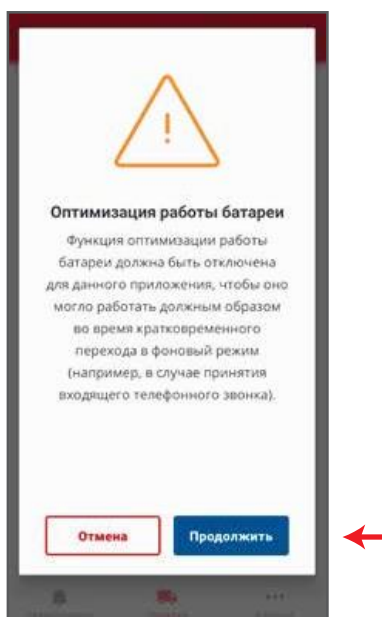 Оптимизация работы батареи
Функция оптимизации работы
батареи должна быть отключена
для данного приложения, чтобы оно
могло работать должным образом
во время кратковременного
перехода в фоновый режим
(например, в случае принятия
входящего телефонного звонка).
Отмена
Продолжить